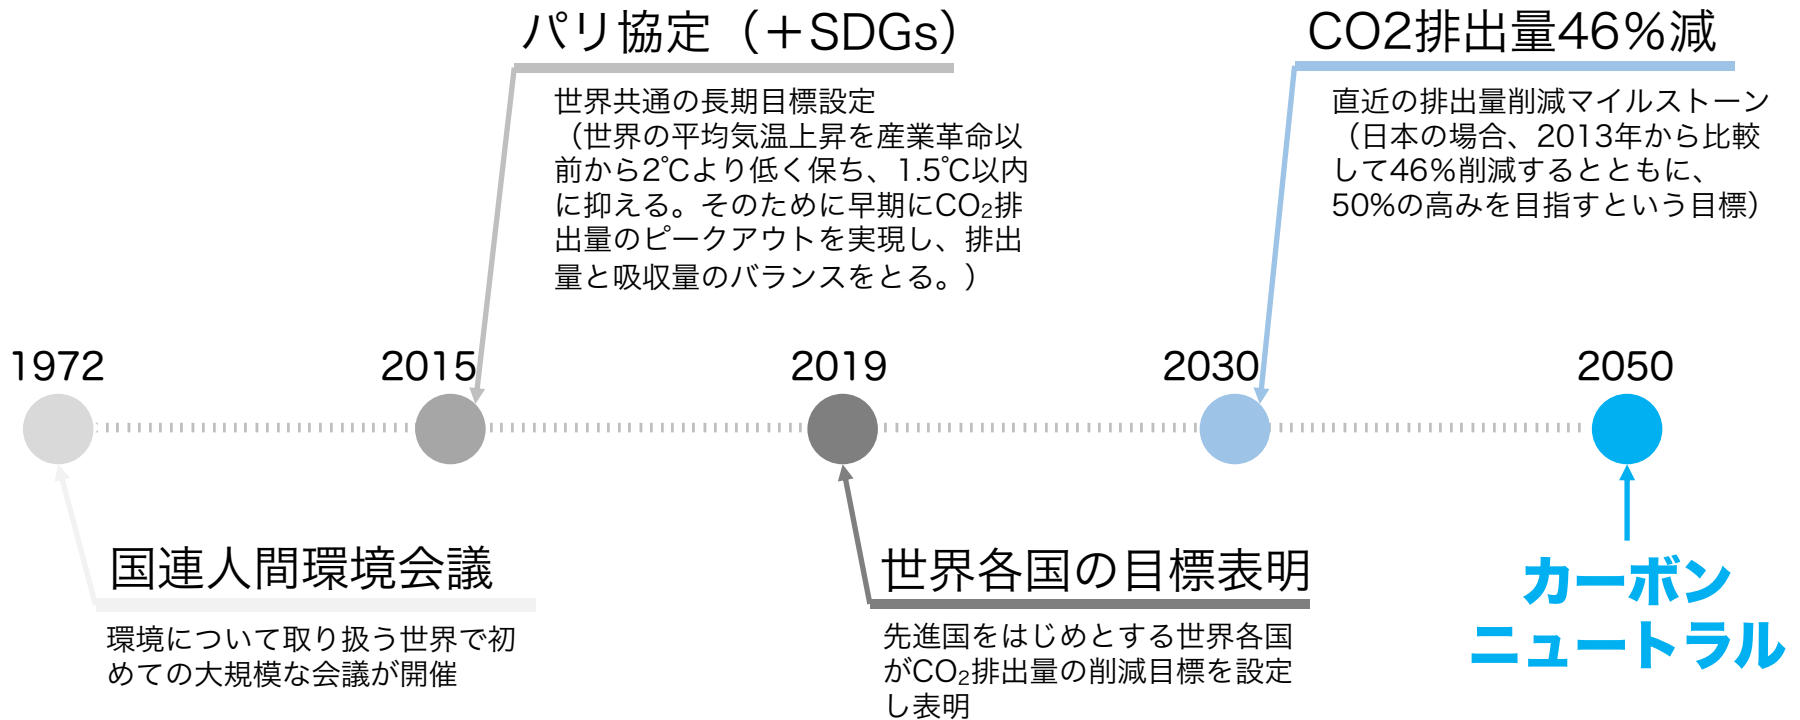 パリ協定（＋SDGs）
世界共通の長期目標設定
（世界の平均気温上昇を産業革命以
前から2℃より低く保ち、1.5℃以内
に抑える。そのために早期にCO₂排
出量のピークアウトを実現し、排出
量と吸収量のバランスをとる。）
CO2排出量46％減
直近の排出量削減マイルストーン
（日本の場合、2013年から比較
して46％削減するとともに、
50%の高みを目指すという目標）
1972
2015
2019
2030
2050
国連人間環境会議
環境について取り扱う世界で初
めての大規模な会議が開催
世界各国の目標表明
先進国をはじめとする世界各国
がCO₂排出量の削減目標を設定
し表明
カーボン
ニュートラル